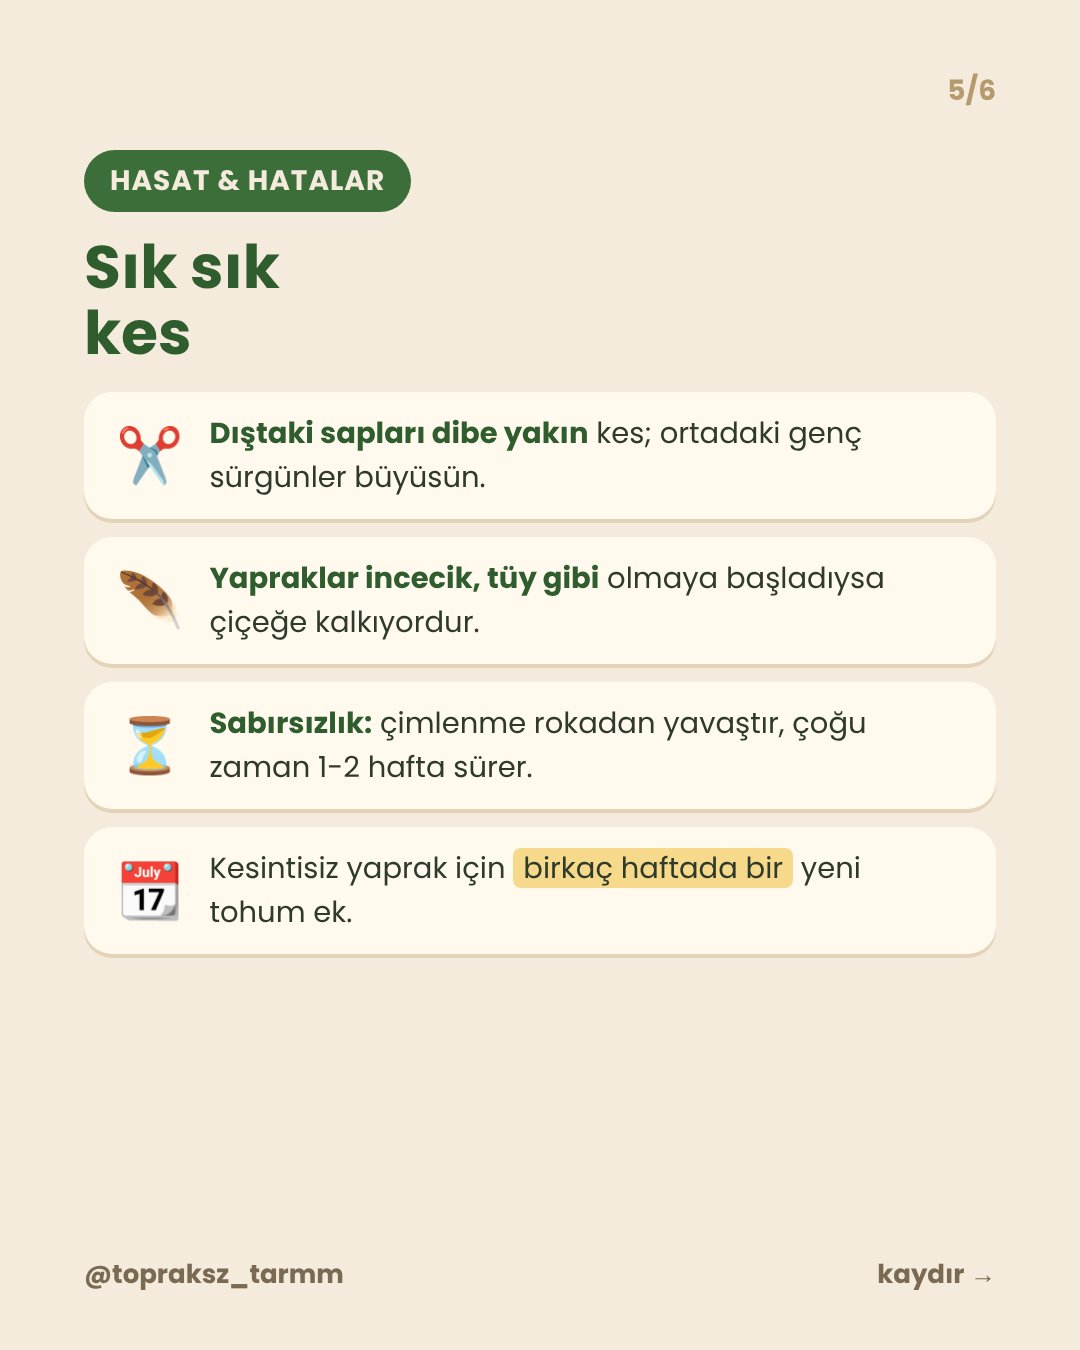 5/6
HASAT & HATALAR
Sık sık
kes
Dıştaki sapları dibe yakın kes; ortadaki genç
sürgünler büyüsün.
Yapraklar incecik, tüy gibi olmaya başladıysa
çiçeğe kalkıyordur.
Sabırsızlık: çimlenme rokadan yavaştır, çoğu
zaman 1-2 hafta sürer.
July
17
Kesintisiz yaprak için birkaç haftada bir yeni
tohum ek.
@topraksz_tarmm
kaydır →